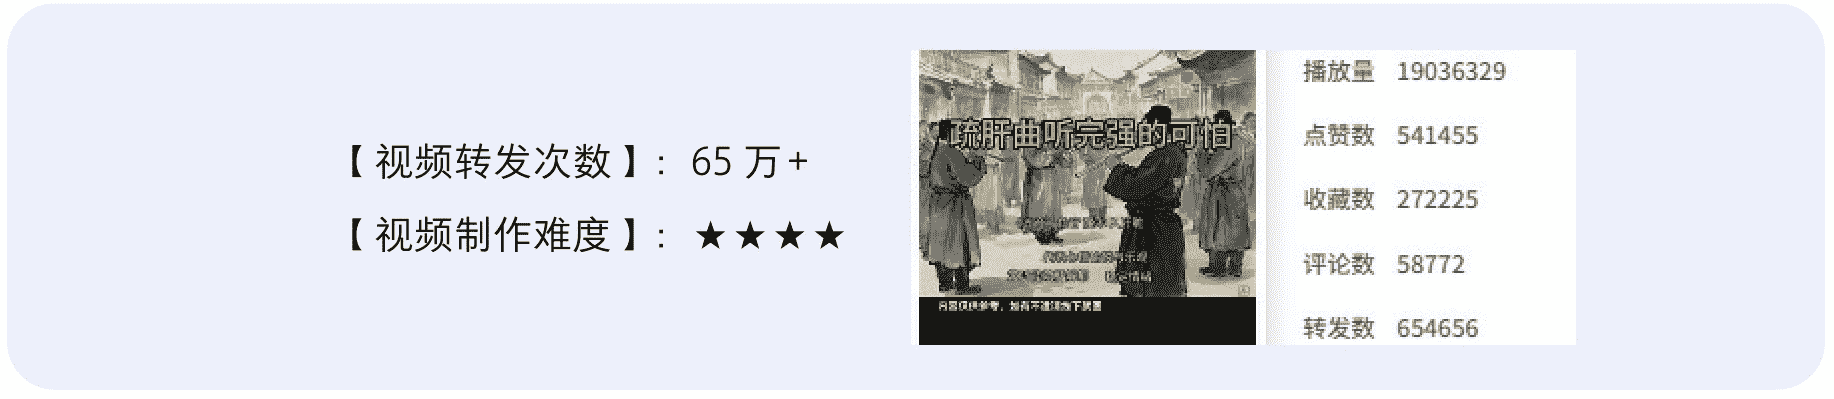 【视频转发次数】：65 万+
【视频制作难度】：★★★★
疏肝曲听完强的可怕
播放量 19036329
点赞数 541455
收藏数 272225
评论数 58772
转发数 654656